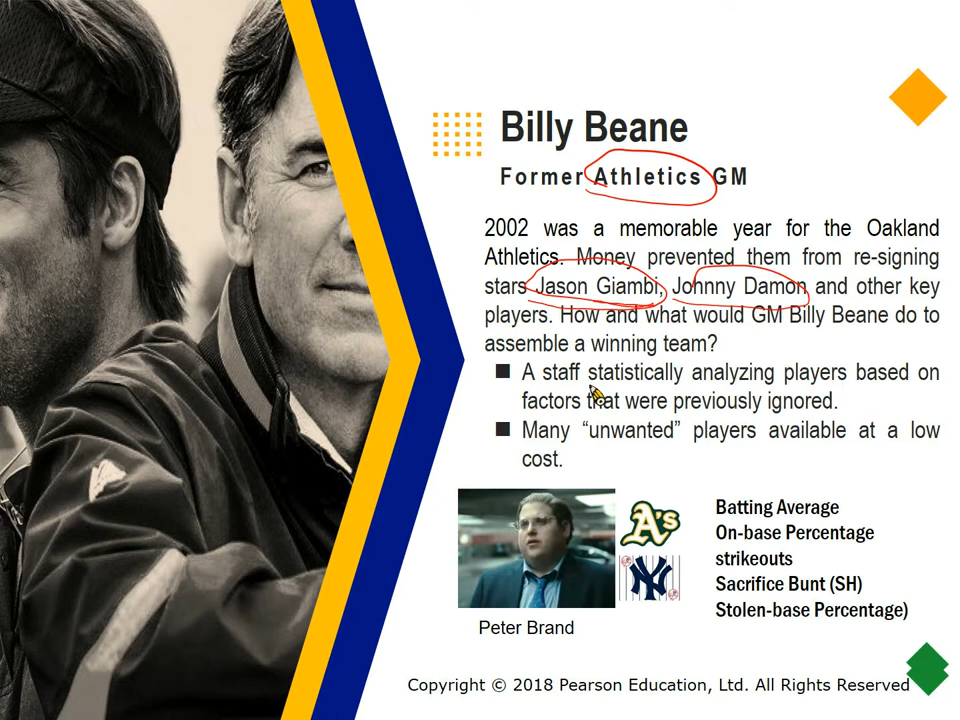 Billy Beane
Former Athletics GM
2002 was a memorable year for the Oakland
Athletics. Money prevented them from re-signing
stars Jason Giambi, Johnny Damon and other key
players. How and what would GM Billy Beane do to
assemble a winning team?
■ A staff statistically analyzing players based on
factors that were previously ignored.
■ Many “unwanted” players available at a low
cost.
A's
NY
Batting Average
On-base Percentage
strikeouts
Sacrifice Bunt (SH)
Stolen-base Percentage)
Peter Brand
Copyright © 2018 Pearson Education, Ltd. All Rights Reserved